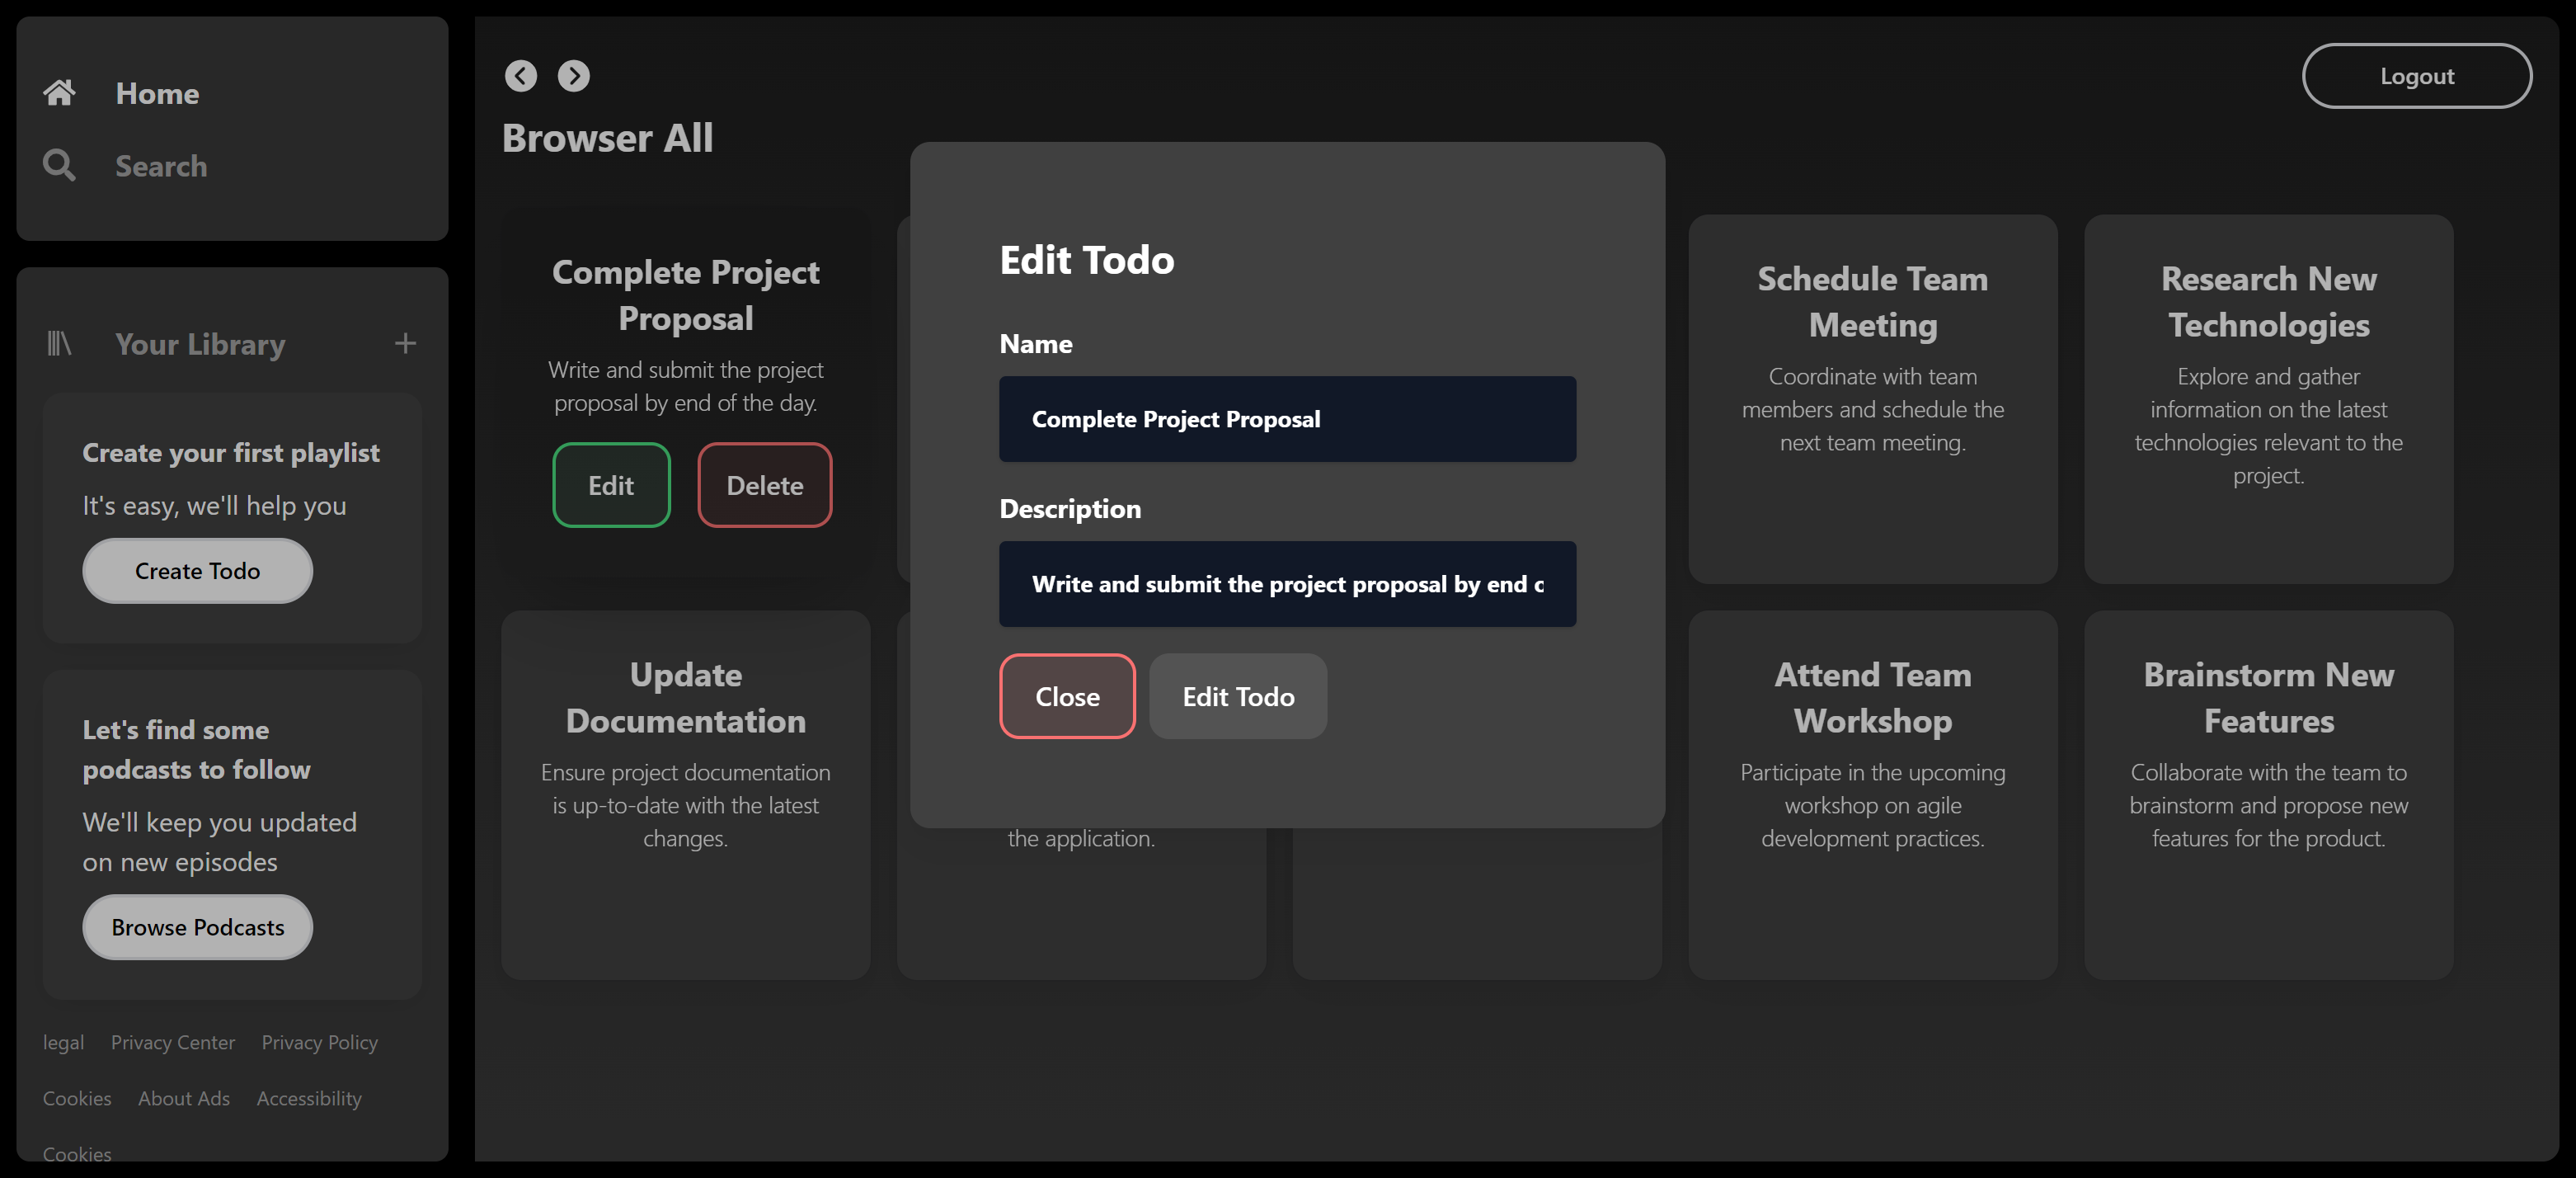 Home
Search
Your Library
Create your first playlist
It's easy, we'll help you
Create Todo
Let's find some
podcasts to follow
We'll keep you updated
on new episodes
Browse Podcasts
legal Privacy Center Privacy Policy
Cookies About Ads Accessibility
Cookies
Logout
Browser All
Complete Project
Proposal
Write and submit the project
proposal by end of the day.
Edit Delete
Schedule Team
Meeting
Coordinate with team
members and schedule the
next team meeting.
Research New
Technologies
Explore and gather
information on the latest
technologies relevant to the
project.
Update
Documentation
Ensure project documentation
is up-to-date with the latest
changes.
the application.
Attend Team
Workshop
Participate in the upcoming
workshop on agile
development practices.
Brainstorm New
Features
Collaborate with the team to
brainstorm and propose new
features for the product.
Edit Todo
Name
Complete Project Proposal
Description
Write and submit the project proposal by end
Close Edit Todo